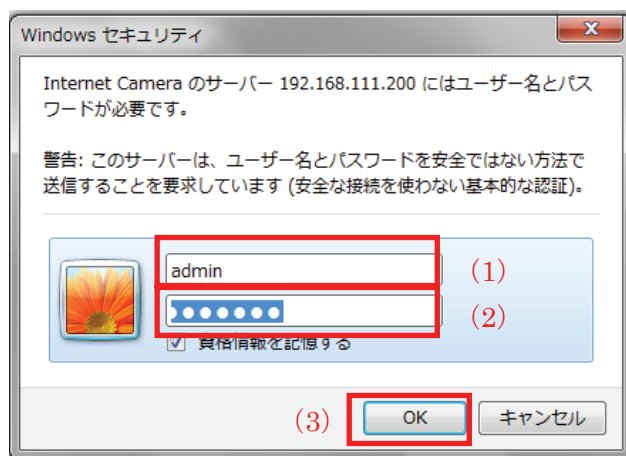 Windows セキュリティ
Internet Camera のサーバー 192.168.111.200 にはユーザー名とパス
ワードが必要です。
警告: このサーバーは、ユーザー名とパスワードを安全ではない方法で
送信することを要求しています (安全な接続を使わない基本的な認証)。
admin
(1)
●●●●●●●
(2)
資格情報を記憶する
(3)
OK
キャンセル